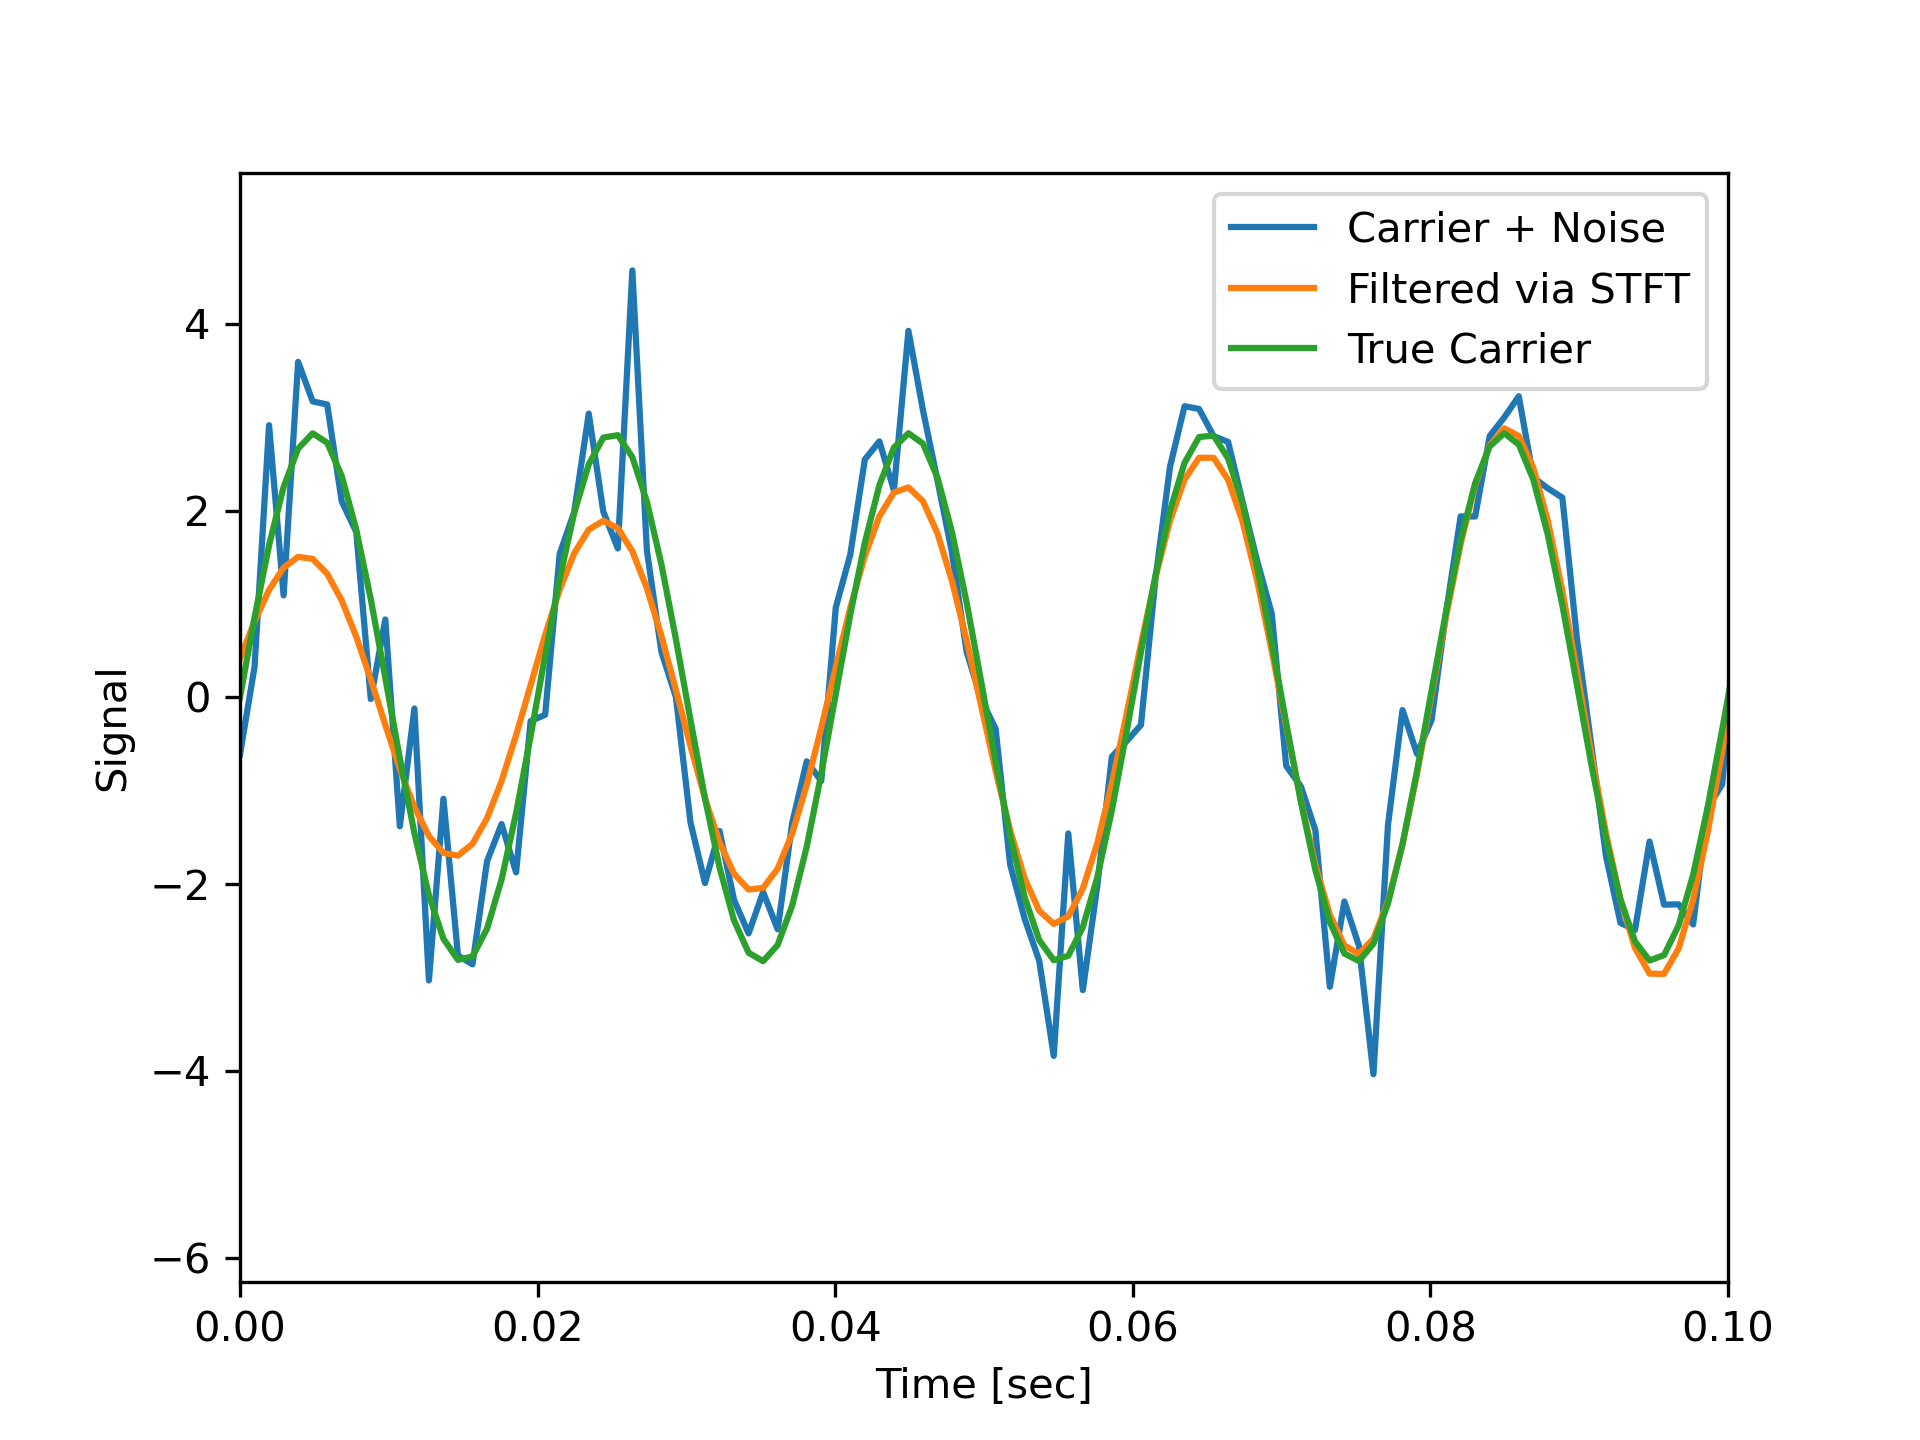 Carrier + Noise
Filtered via STFT
True Carrier
4
2
0
−2
−4
−6
Signal
0.00 0.02 0.04 0.06 0.08 0.10
Time [sec]